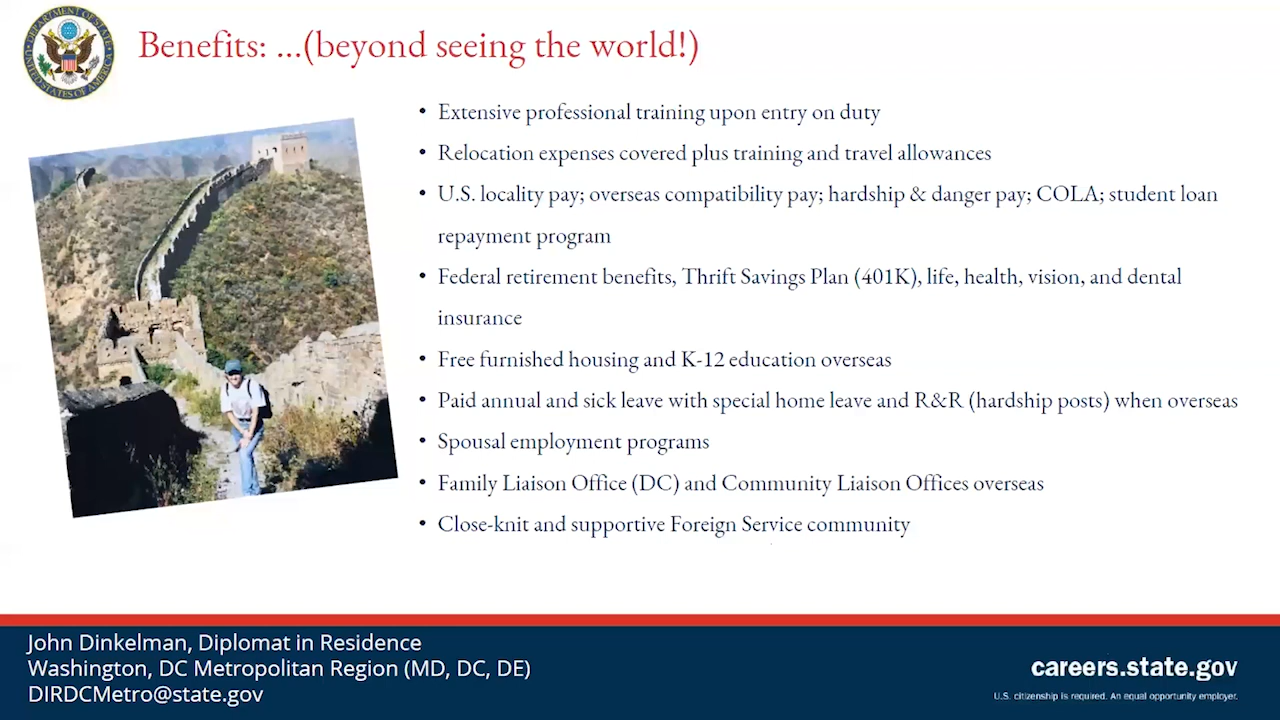 DEPARTMENT OF STATE
UNITED STATES OF AMERICA
Benefits: ...(beyond seeing the world!)
• Extensive professional training upon entry on duty
• Relocation expenses covered plus training and travel allowances
• U.S. locality pay; overseas compatibility pay; hardship & danger pay; COLA; student loan
repayment program
• Federal retirement benefits, Thrift Savings Plan (401K), life, health, vision, and dental
insurance
• Free furnished housing and K-12 education overseas
• Paid annual and sick leave with special home leave and R&R (hardship posts) when overseas
• Spousal employment programs
• Family Liaison Office (DC) and Community Liaison Offices overseas
• Close-knit and supportive Foreign Service community
John Dinkelman, Diplomat in Residence
Washington, DC Metropolitan Region (MD, DC, DE)
DIRDCMetro@state.gov
careers.state.gov
U.S. citizenship is required. An equal opportunity employer.